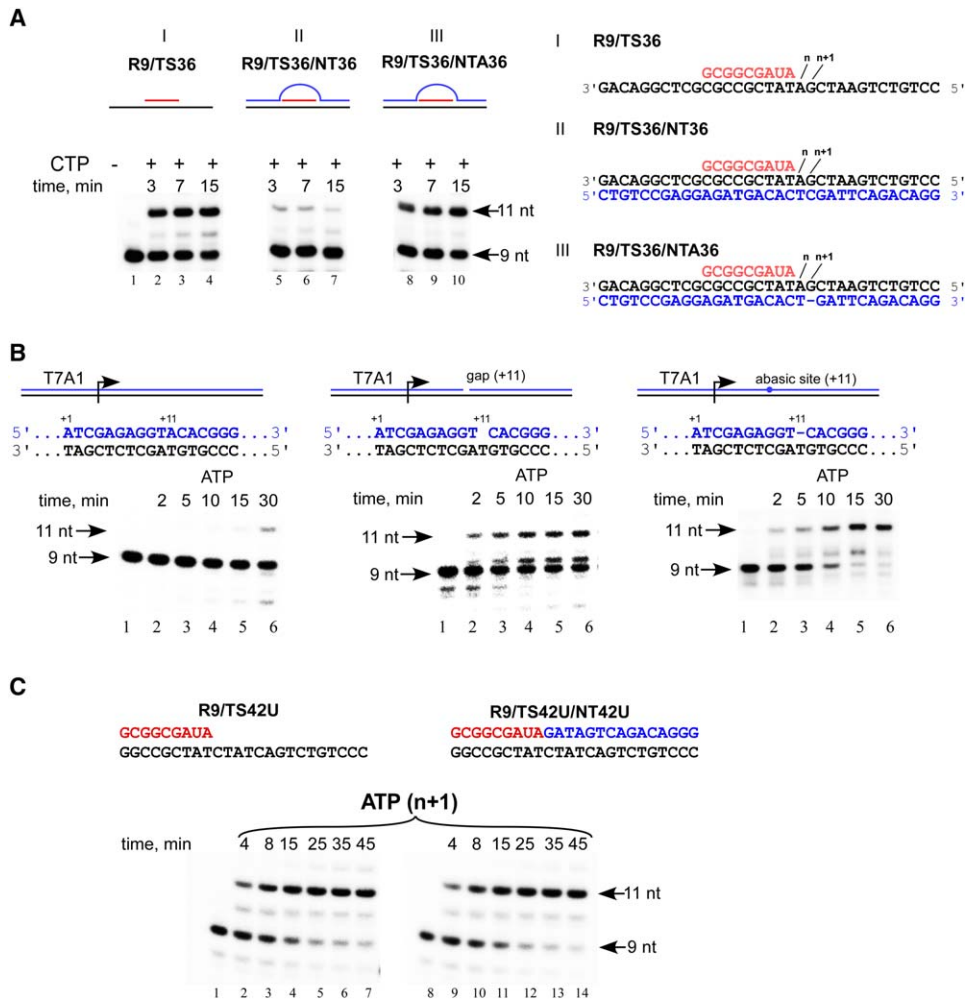 A
I
R9/TS36
II
R9/TS36/NT36
III
R9/TS36/NTA36
CTP - + + + + + + + + +
time, min 3 7 15 3 7 15 3 7 15
11 nt
9 nt
1 2 3 4 5 6 7 8 9 10
I R9/TS36
GCGGCGAUA n n+1
3'GACAGGCTCGCGCCGCTATAGCTAAGTCTGTCC 5'
II R9/TS36/NT36
GCGGCGAUA n n+1
3'GACAGGCTCGCGCCGCTATAGCTAAGTCTGTCC 5'
5'CTGTCCGAGGAGATGACACTCGATTCAGACAGG 3'
III R9/TS36/NTA36
GCGGCGAUA n n+1
3'GACAGGCTCGCGCCGCTATAGCTAAGTCTGTCC 5'
5'CTGTCCGAGGAGATGACACT-GATTCAGACAGG 3'
B
T7A1
+1 +11
5'...ATCGAGAGGTACACGGG...3'
3'...TAGCTCTCGATGTGCCC...5'
ATP
time, min 2 5 10 15 30
11 nt
9 nt
1 2 3 4 5 6
T7A1 gap (+11)
+1 +11
5'...ATCGAGAGGT CACGGG...3'
3'...TAGCTCTCGATGTGCCC...5'
ATP
time, min 2 5 10 15 30
11 nt
9 nt
1 2 3 4 5 6
T7A1 abasic site (+11)
+1 +11
5'...ATCGAGAGGT-CACGGG...3'
3'...TAGCTCTCGATGTGCCC...5'
ATP
time, min 2 5 10 15 30
11 nt
9 nt
1 2 3 4 5 6
C
R9/TS42U
GCGGCGAUA
GGCCGCTATCTATCAGTCTGTCCC
R9/TS42U/NT42U
GCGGCGAUAGATAGTCAGACAGGG
GGCCGCTATCTATCAGTCTGTCCC
ATP (n+1)
time, min 4 8 15 25 35 45 4 8 15 25 35 45
11 nt
9 nt
1 2 3 4 5 6 7 8 9 10 11 12 13 14